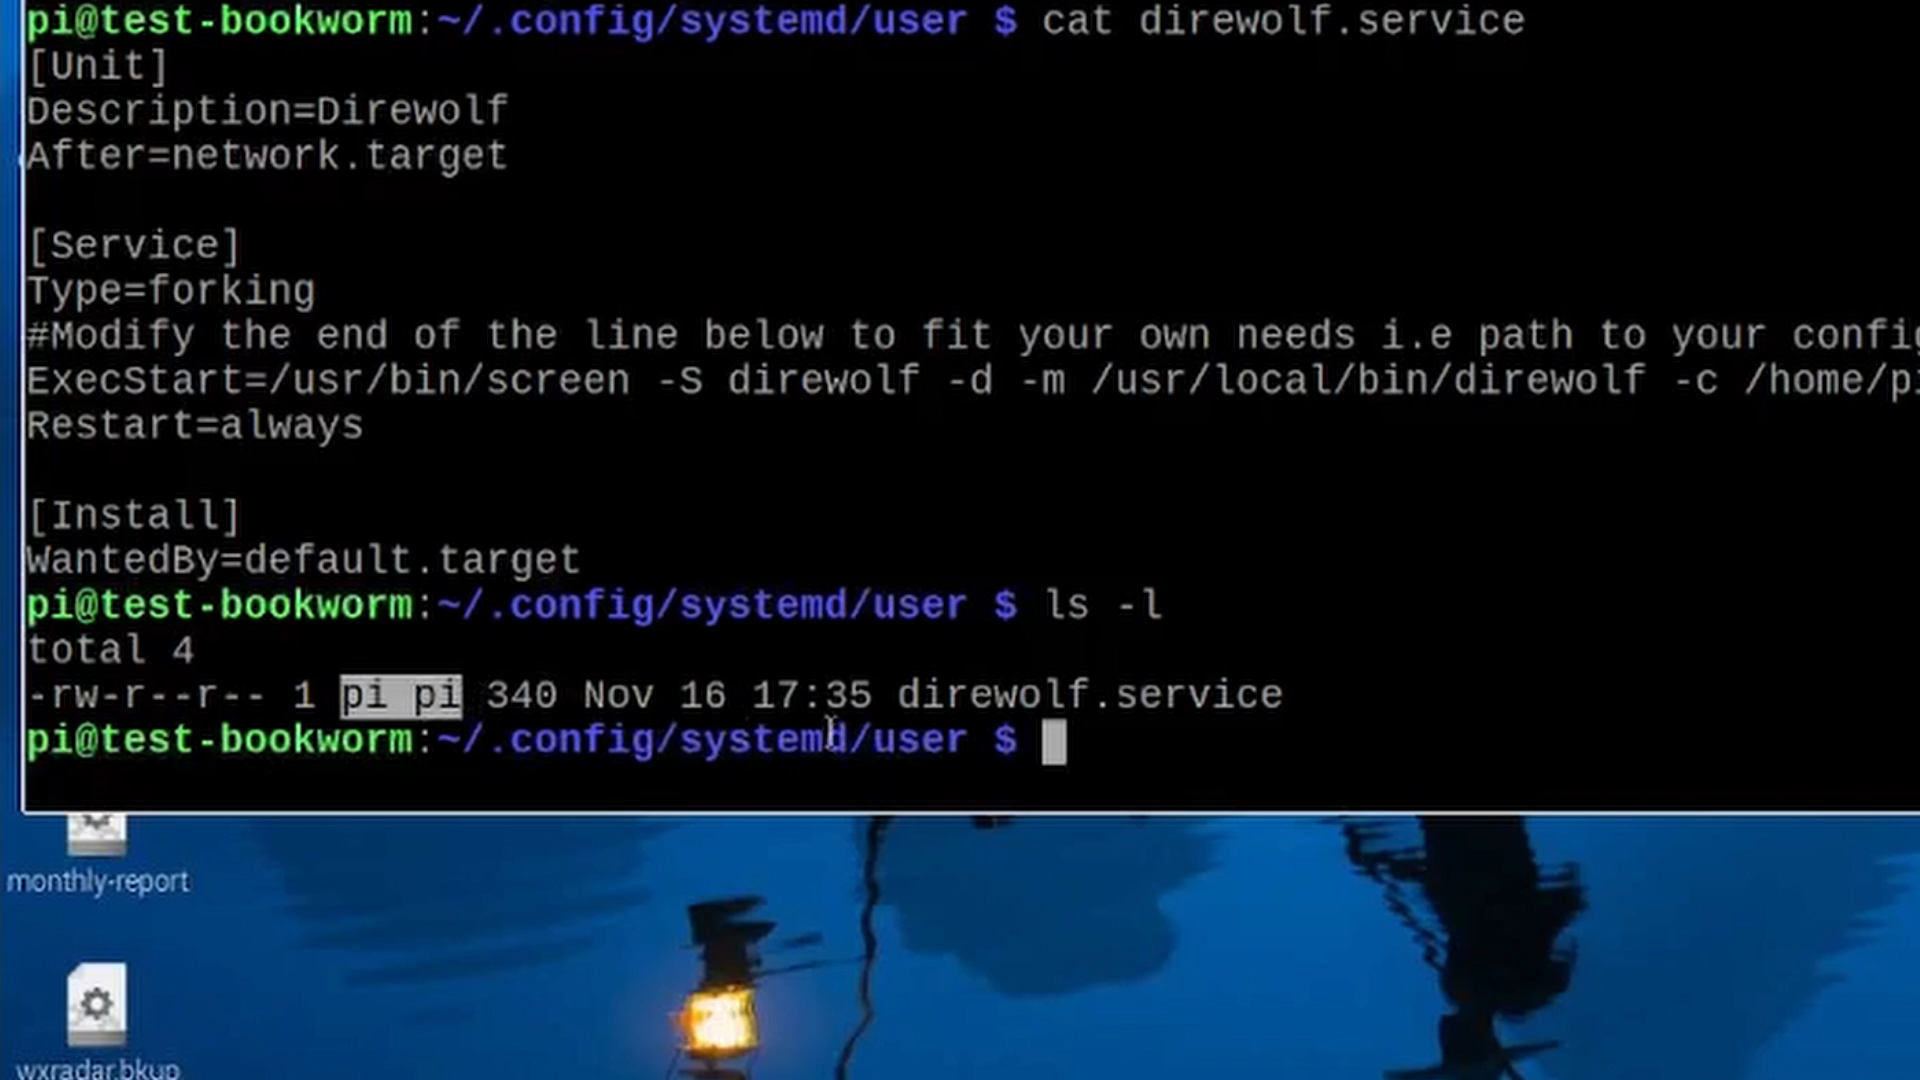 pi@test-bookworm:~/.config/systemd/user $ cat direwolf.service
[Unit]
Description=Direwolf
After=network.target
[Service]
Type=forking
#Modify the end of the line below to fit your own needs i.e path to your config
ExecStart=/usr/bin/screen -S direwolf -d -m /usr/local/bin/direwolf -c /home/pi
Restart=always
[Install]
WantedBy=default.target
pi@test-bookworm:~/.config/systemd/user $ ls -l
total 4
-rw-r--r-- 1 pi pi 340 Nov 16 17:35 direwolf.service
pi@test-bookworm:~/.config/systemd/user $
monthly-report
wxradar.bkup